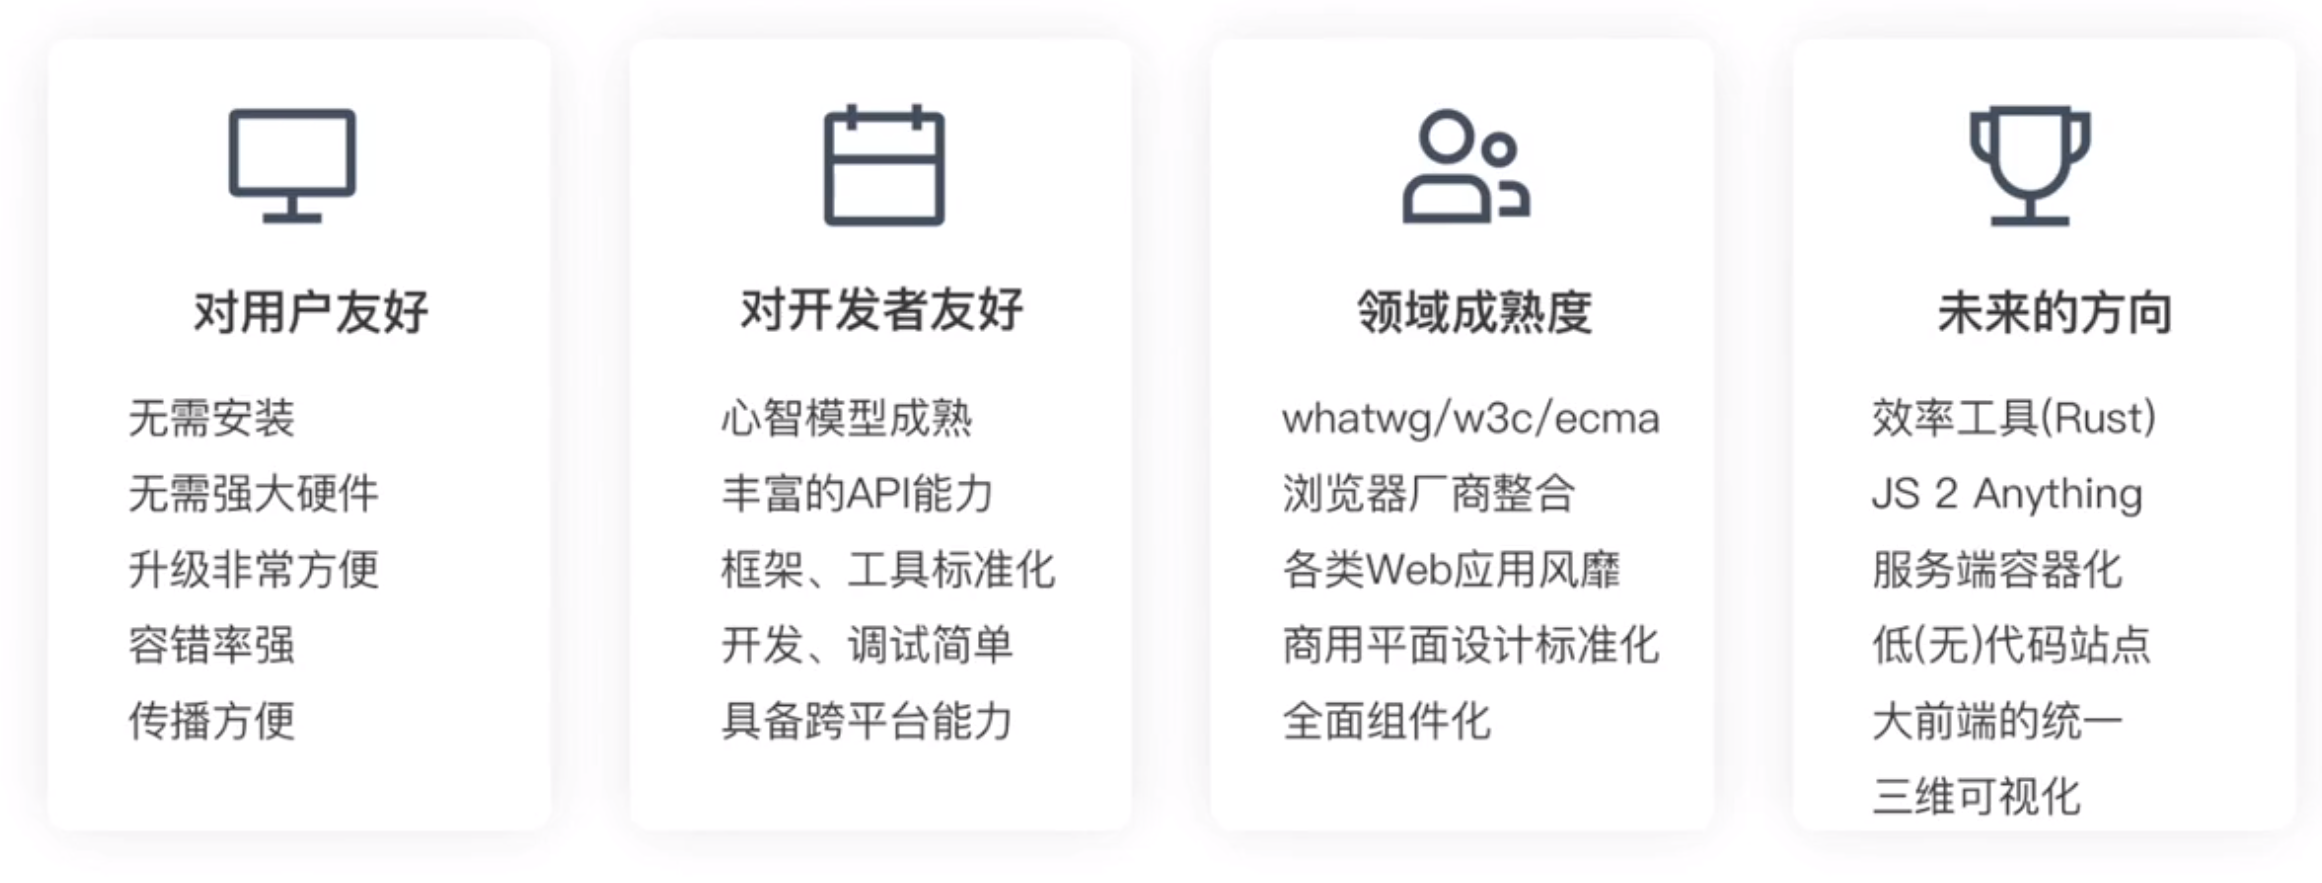 对用户友好
无需安装
无需强大硬件
升级非常方便
容错率强
传播方便
对开发者友好
心智模型成熟
丰富的API能力
框架、工具标准化
开发、调试简单
具备跨平台能力
领域成熟度
whatwg/w3c/ecma
浏览器厂商整合
各类Web应用风靡
商用平面设计标准化
全面组件化
未来的方向
效率工具(Rust)
JS 2 Anything
服务端容器化
低(无)代码站点
大前端的统一
三维可视化